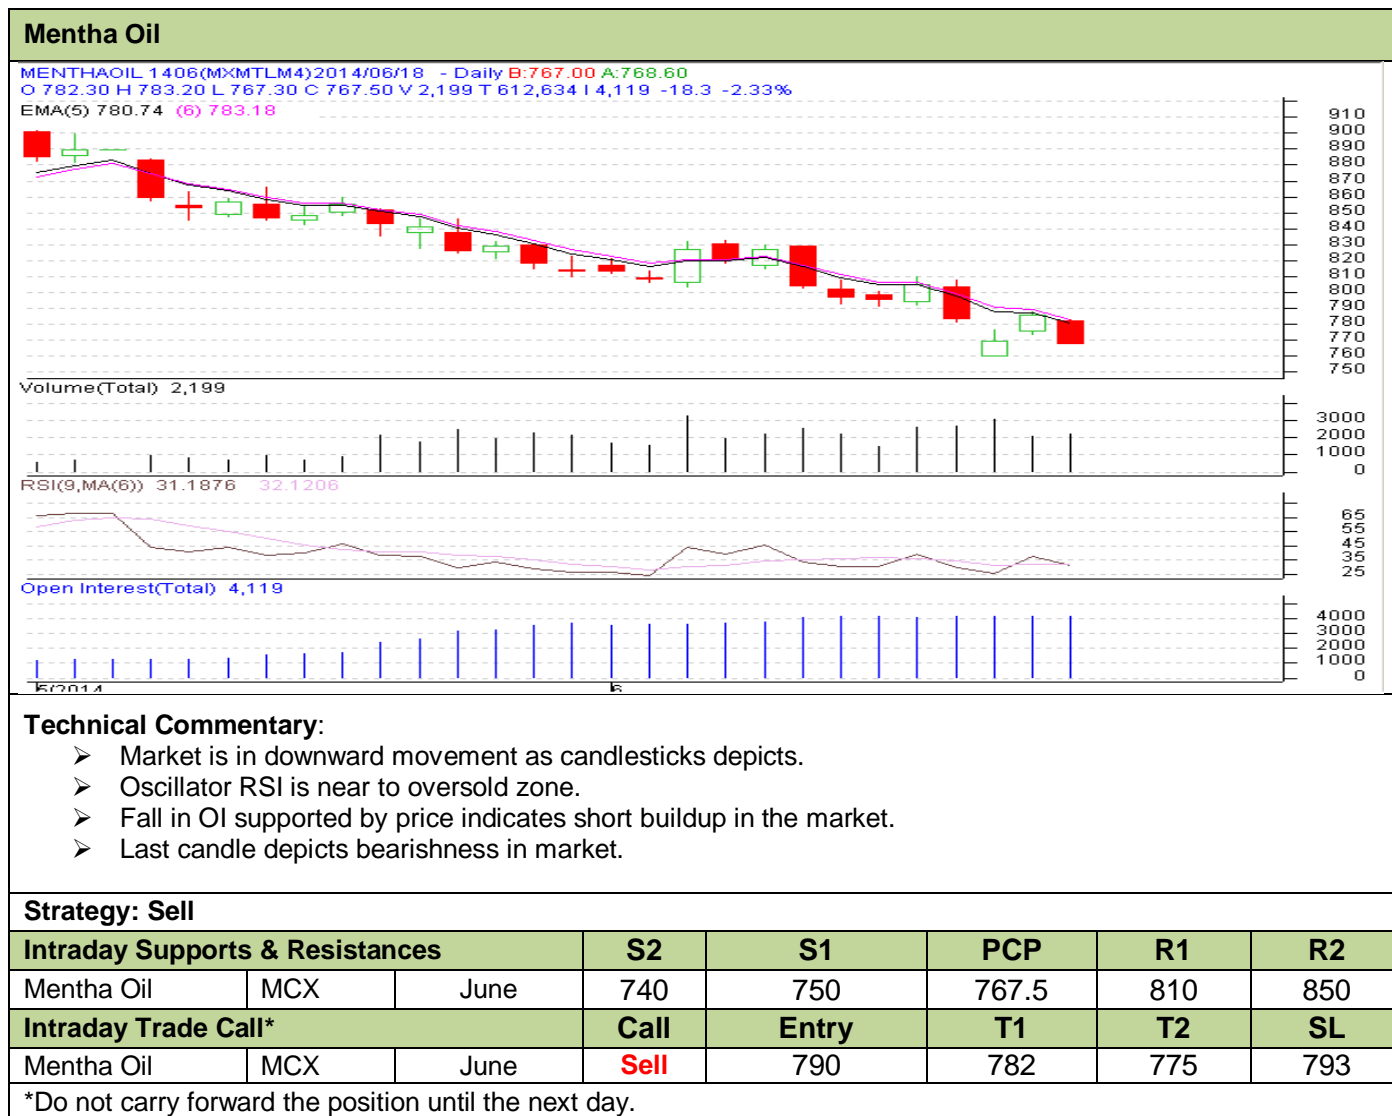 Mentha Oil
MENTHAOIL 1406(MXMTLM4)2014/06/18 - Daily B:767.00 A:768.60
O 782.30 H 783.20 L 767.30 C 767.50 V 2,199 T 612,634 I 4,119 -18.3 -2.33%
EMA(5) 780.74 (6) 783.18
910
900
890
880
870
860
850
840
830
820
810
800
790
780
770
760
750
Volume(Total) 2,199
3000
2000
1000
0
RSI(9,MA(6)) 31.1876 32.1206
65
55
45
35
25
Open Interest(Total) 4,119
4000
3000
2000
1000
0
5/2014 6
Technical Commentary:
➢ Market is in downward movement as candlesticks depicts.
➢ Oscillator RSI is near to oversold zone.
➢ Fall in OI supported by price indicates short buildup in the market.
➢ Last candle depicts bearishness in market.
Strategy: Sell
Intraday Supports & Resistances S2 S1 PCP R1 R2
Mentha Oil MCX June 740 750 767.5 810 850
Intraday Trade Call* Call Entry T1 T2 SL
Mentha Oil MCX June Sell 790 782 775 793
*Do not carry forward the position until the next day.